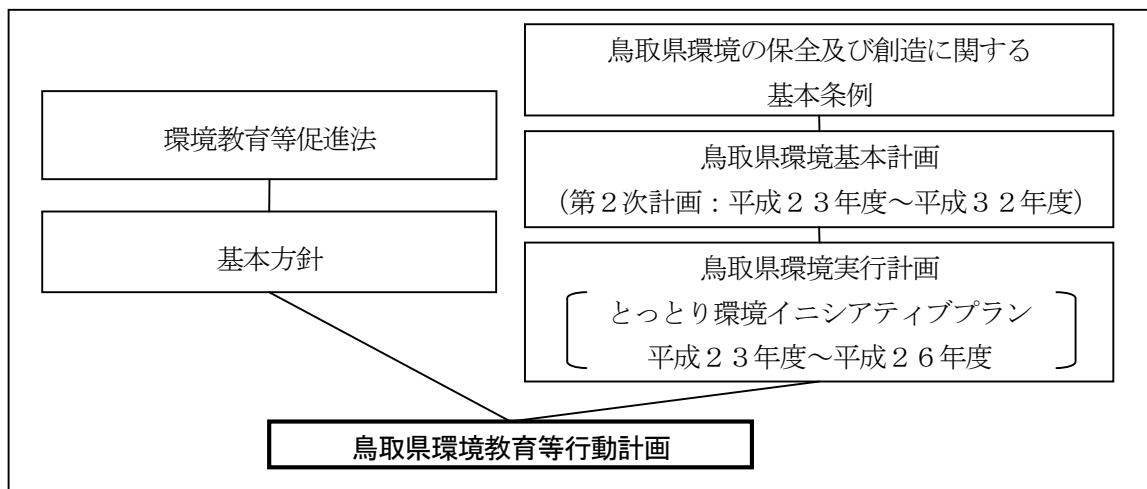 環境教育等促進法
基本方針
鳥取県環境の保全及び創造に関する
基本条例
鳥取県環境基本計画
（第２次計画：平成２３年度～平成３２年度）
鳥取県環境実行計画
とっとり環境イニシアティブプラン
平成２３年度～平成２６年度
鳥取県環境教育等行動計画